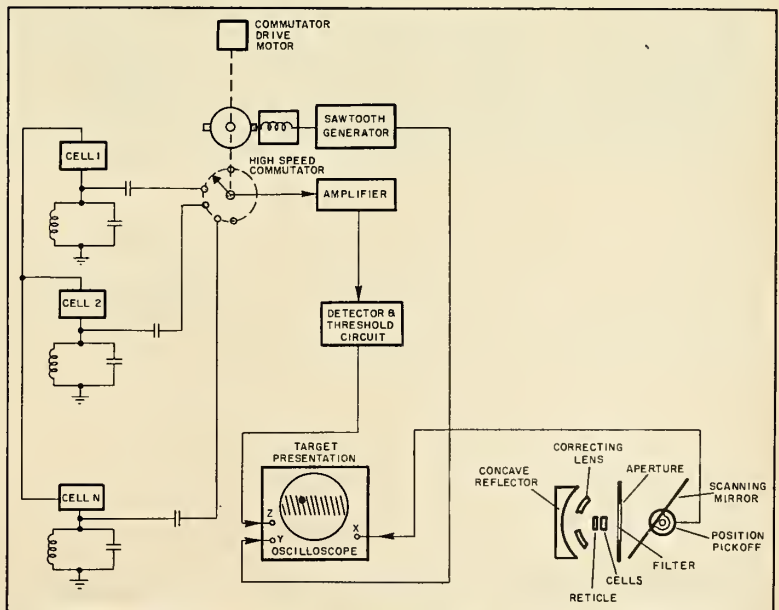 COMMUTATOR
DRIVE
MOTOR
SAWTOOTH
GENERATOR
CELL 1
HIGH SPEED
COMMUTATOR
AMPLIFIER
CELL 2
DETECTOR &
THRESHOLD
CIRCUIT
TARGET
PRESENTATION
Z
Y
X
OSCILLOSCOPE
CELL N
CORRECTING
LENS
CONCAVE
REFLECTOR
APERTURE
SCANNING
MIRROR
POSITION
PICKOFF
FILTER
CELLS
RETICLE